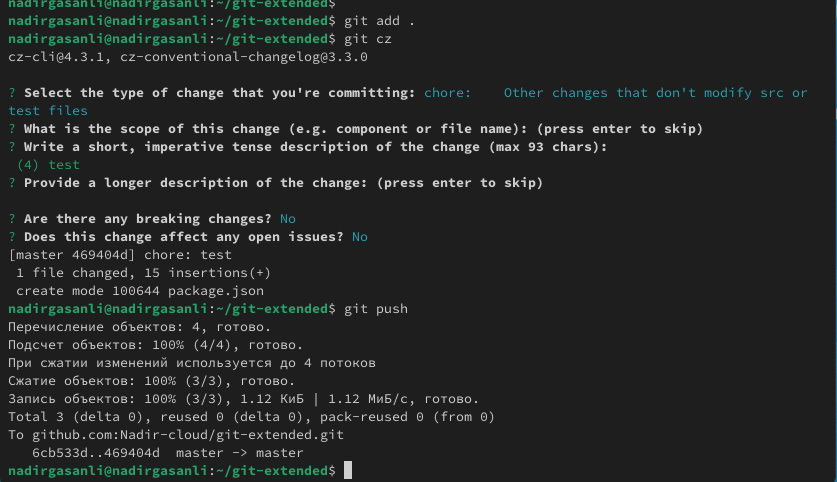 nadirgasanli@nadirgasanli:~/git-extended$
nadirgasanli@nadirgasanli:~/git-extended$ git add .
nadirgasanli@nadirgasanli:~/git-extended$ git cz
cz-cli@4.3.1, cz-conventional-changelog@3.3.0
? Select the type of change that you're committing: chore:    Other changes that don't modify src or
test files
? What is the scope of this change (e.g. component or file name): (press enter to skip)
? Write a short, imperative tense description of the change (max 93 chars):
(4) test
? Provide a longer description of the change: (press enter to skip)
? Are there any breaking changes? No
? Does this change affect any open issues? No
[master 469404d] chore: test
1 file changed, 15 insertions(+)
create mode 100644 package.json
nadirgasanli@nadirgasanli:~/git-extended$ git push
Перечисление объектов: 4, готово.
Подсчет объектов: 100% (4/4), готово.
При сжатии изменений используется до 4 потоков
Сжатие объектов: 100% (3/3), готово.
Запись объектов: 100% (3/3), 1.12 КиБ | 1.12 МиБ/с, готово.
Total 3 (delta 0), reused 0 (delta 0), pack-reused 0 (from 0)
To github.com:Nadir-cloud/git-extended.git
6cb533d..469404d  master -> master
nadirgasanli@nadirgasanli:~/git-extended$